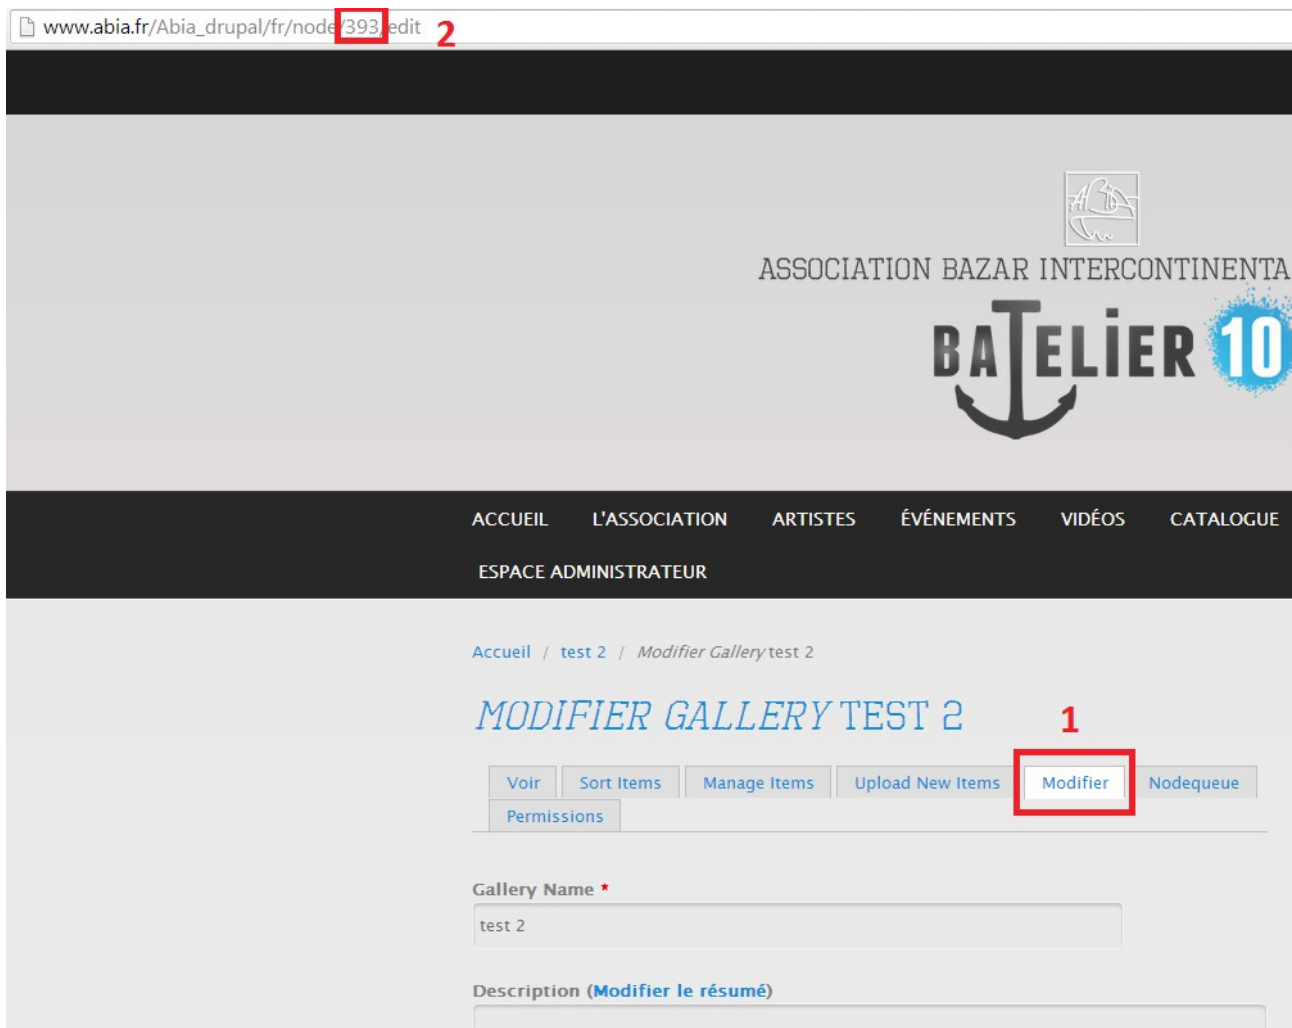 www.abia.fr/Abia_drupal/fr/node/393/edit 2
ASSOCIATION BAZAR INTERCONTINENTA
BATELIER 10
ACCUEIL L'ASSOCIATION ARTISTES ÉVÉNEMENTS VIDÉOS CATALOGUE
ESPACE ADMINISTRATEUR
Accueil / test 2 / Modifier Gallery test 2
MODIFIER GALLERY TEST 2
1
Voir Sort Items Manage Items Upload New Items Modifier Nodequeue
Permissions
Gallery Name *
test 2
Description (Modifier le résumé)